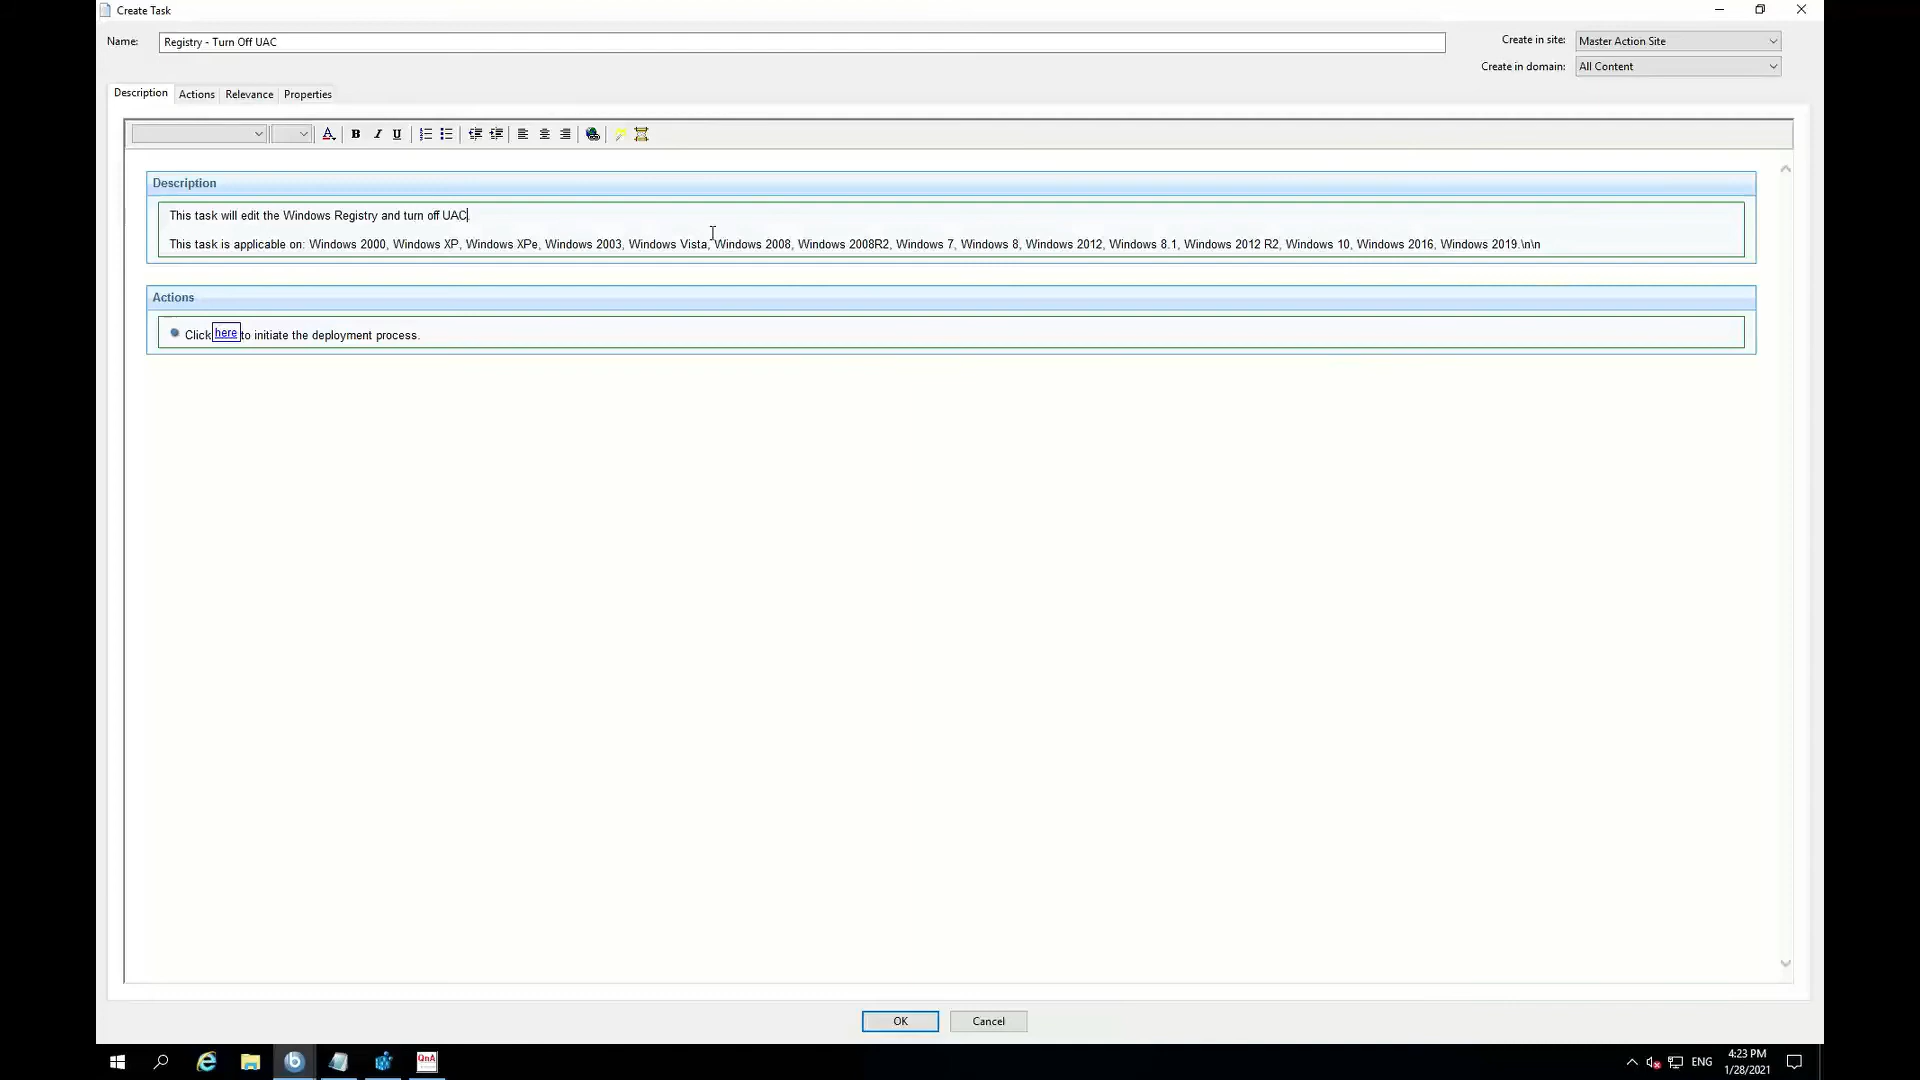 Create Task
Name: Registry - Turn Off UAC Create in site: Master Action Site
Create in domain: All Content
Description Actions Relevance Properties
A B I U
Description
This task will edit the Windows Registry and turn off UAC
This task is applicable on: Windows 2000, Windows XP, Windows XPe, Windows 2003, Windows Vista, Windows 2008, Windows 2008R2, Windows 7, Windows 8, Windows 2012, Windows 8.1, Windows 2012 R2, Windows 10, Windows 2016, Windows 2019.\n\n
Actions
Click here to initiate the deployment process.
OK Cancel
QnA ENG 4:23 PM
1/28/2021